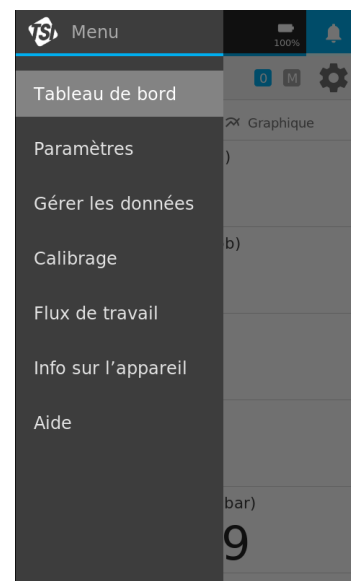 TSI Menu
100%
Tableau de bord
0 M
Paramètres
Graphique
)
Gérer les données
b)
Calibrage
Flux de travail
Info sur l’appareil
Aide
bar)
9